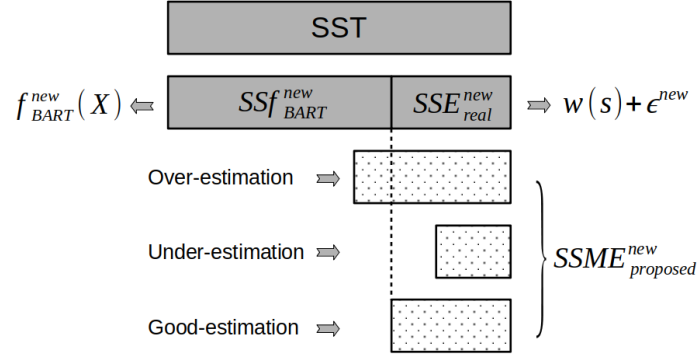 SST
f^{new}_{BART}(X) SSf^{new}_{BART} SSE^{new}_{real} w(s)+ϵ^{new}
Over-estimation
Under-estimation
SSME^{new}_{proposed}
Good-estimation